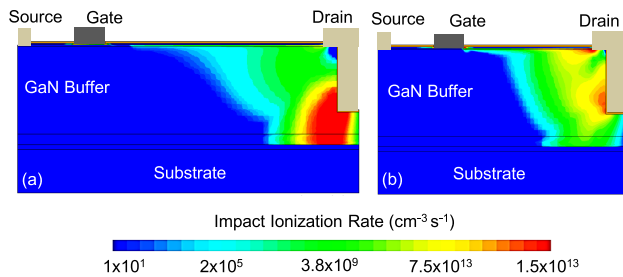 Source Gate Drain
GaN Buffer
Substrate
(a)
Source Gate Drain
GaN Buffer
Substrate
(b)
Impact Ionization Rate (cm⁻³ s⁻¹)
1x10¹ 2x10⁵ 3.8x10⁹ 7.5x10¹³ 1.5x10¹³